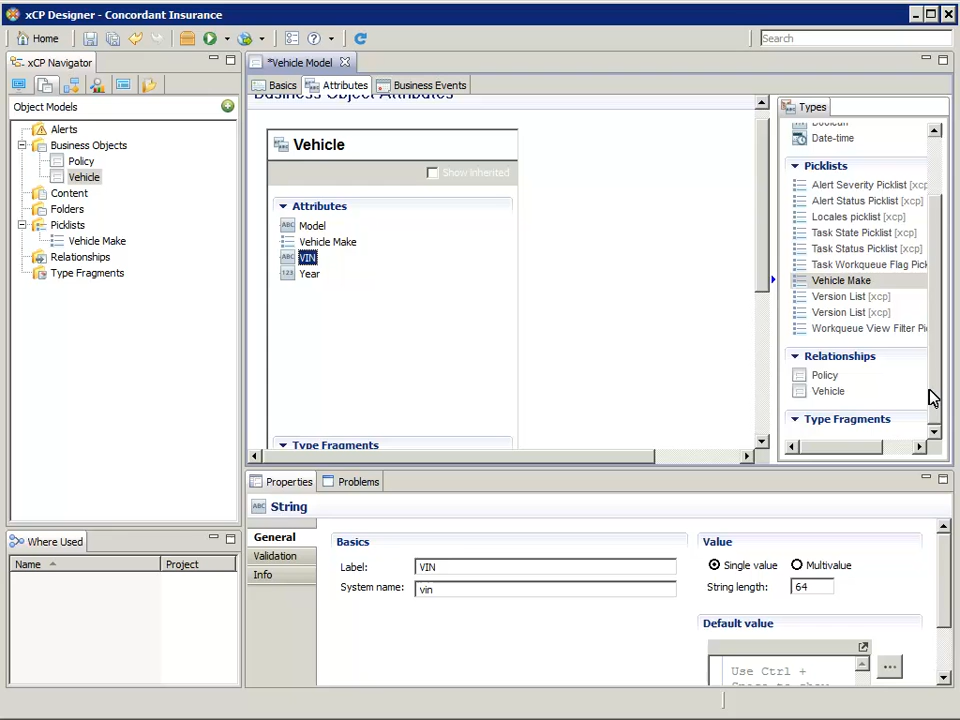 xCP Designer - Concordant Insurance
Home
Search
xCP Navigator
*Vehicle Model
Basics
Attributes
Business Events
Types
Object Models
Alerts
Business Objects
Policy
Vehicle
Content
Folders
Picklists
Vehicle Make
Relationships
Type Fragments
Business Object Attributes
Vehicle
Show Inherited
Attributes
Model
Vehicle Make
VIN
Year
Type Fragments
Boolean
Date-time
Picklists
Alert Severity Picklist [xcp
Alert Status Picklist [xcp]
Locales picklist [xcp]
Task State Picklist [xcp]
Task Status Picklist [xcp]
Task Workqueue Flag Pick
Vehicle Make
Version List [xcp]
Version List [xcp]
Workqueue View Filter Pi
Relationships
Policy
Vehicle
Type Fragments
Where Used
Name
Project
Properties
Problems
String
General
Validation
Info
Basics
Label:
VIN
System name:
vin
Value
Single value
Multivalue
String length:
64
Default value
Use Ctrl +
...